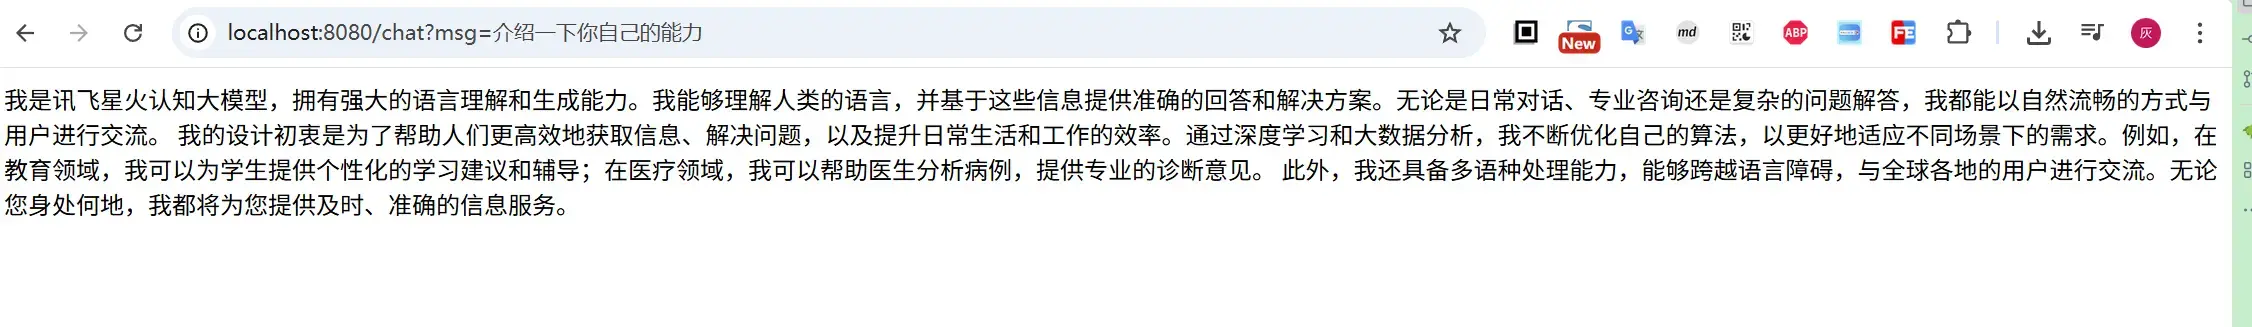 localhost:8080/chat?msg=介绍一下你自己的能力
New
G
md
ABP
FE
灰
我是讯飞星火认知大模型，拥有强大的语言理解和生成能力。我能够理解人类的语言，并基于这些信息提供准确的回答和解决方案。无论是日常对话、专业咨询还是复杂的问题解答，我都能以自然流畅的方式与
用户进行交流。 我的设计初衷是为了帮助人们更高效地获取信息、解决问题，以及提升日常生活和工作的效率。通过深度学习和大数据分析，我不断优化自己的算法，以更好地适应不同场景下的需求。例如，在
教育领域，我可以为学生提供个性化的学习建议和辅导；在医疗领域，我可以帮助医生分析病例，提供专业的诊断意见。 此外，我还具备多语种处理能力，能够跨越语言障碍，与全球各地的用户进行交流。无论
您身处何地，我都将为您提供及时、准确的信息服务。